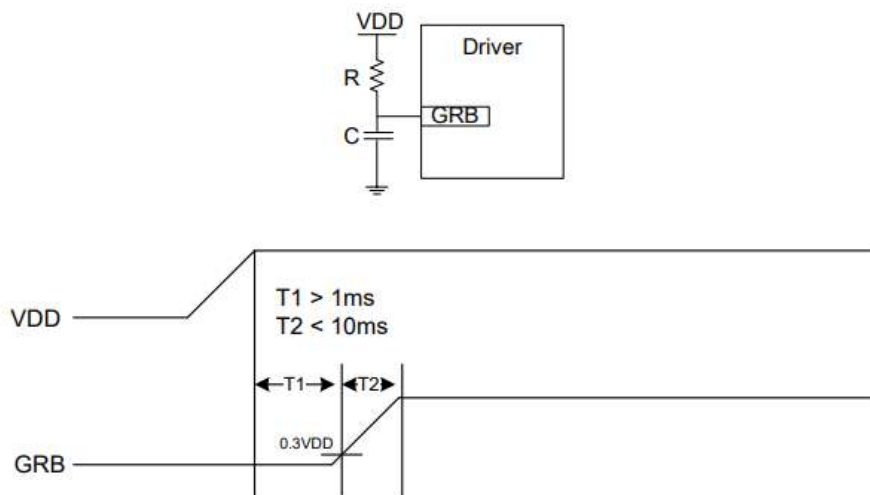 VDD
Driver
R
GRB
C
T1 > 1ms
T2 < 10ms
VDD
T1
T2
0.3VDD
GRB